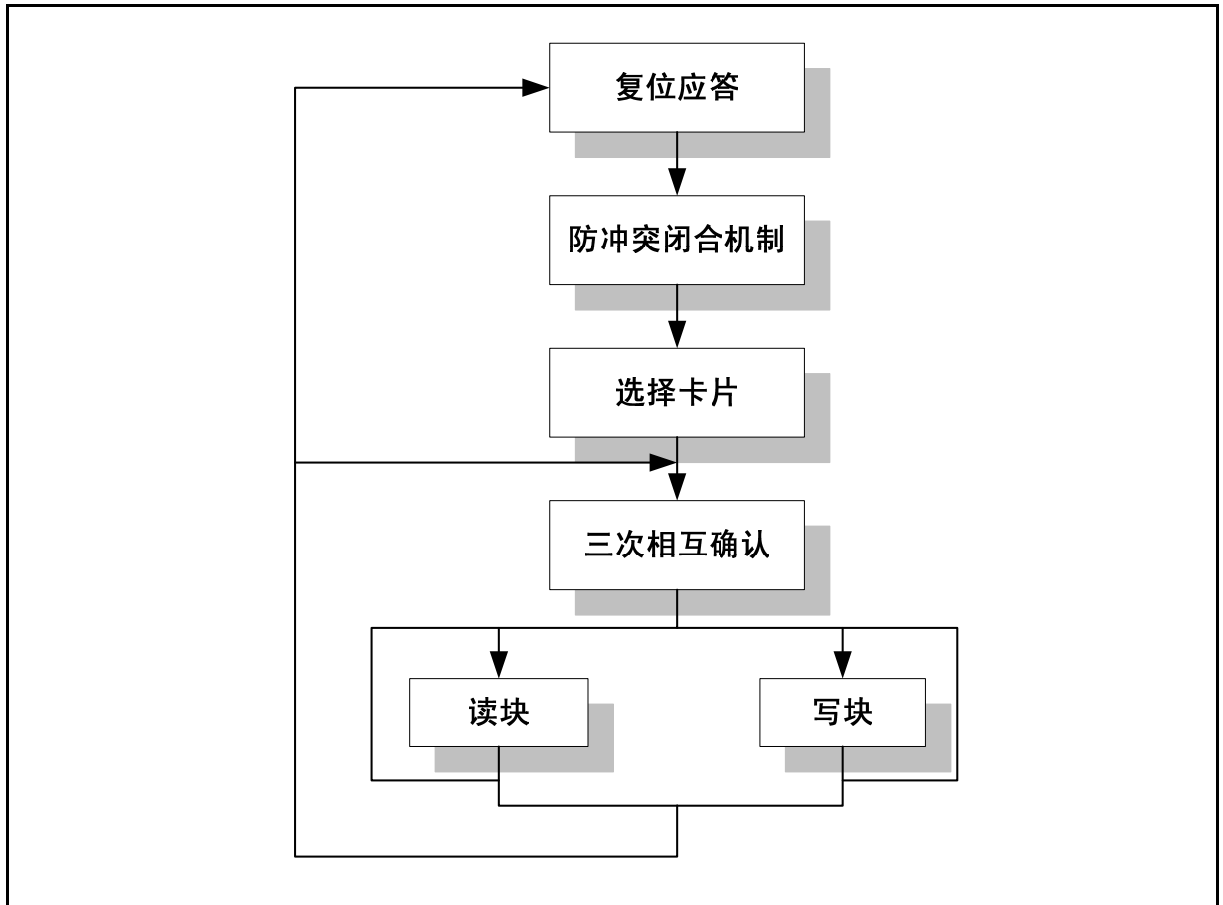 复位应答
防冲突闭合机制
选择卡片
三次相互确认
读块
写块